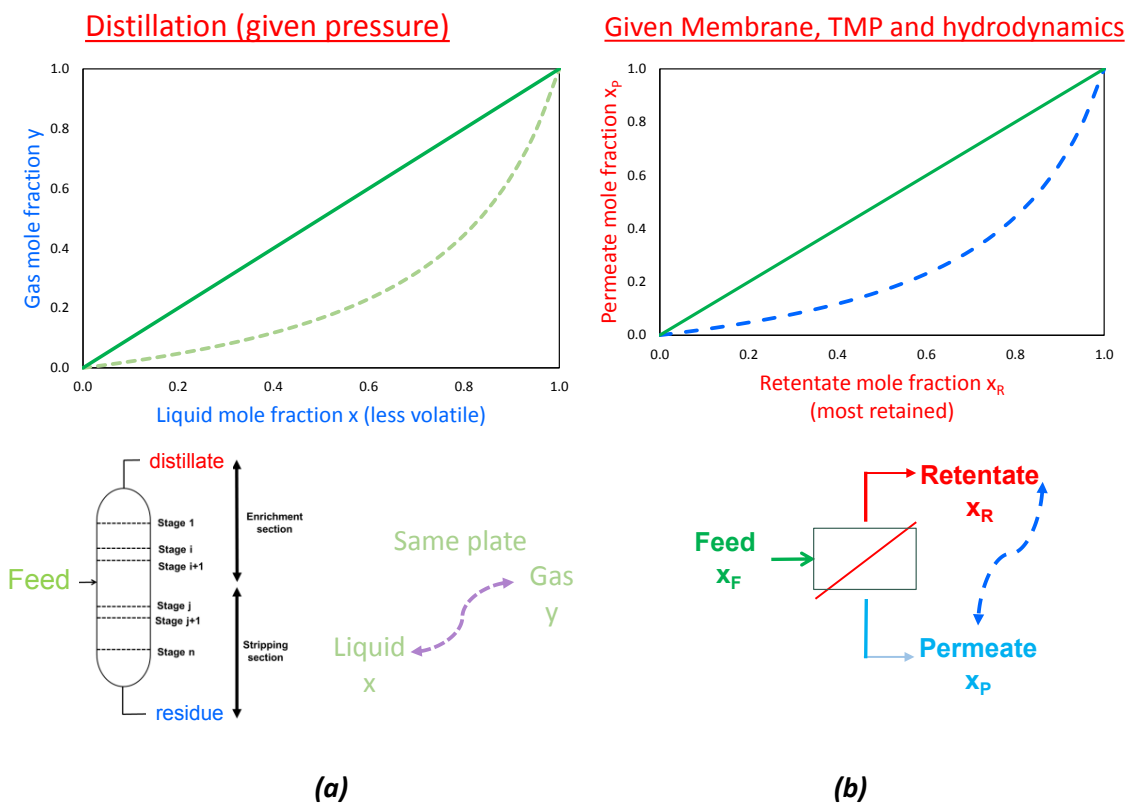 Distillation (given pressure)
Gas mole fraction y
1.0
0.8
0.6
0.4
0.2
0.0
0.0 0.2 0.4 0.6 0.8 1.0
Liquid mole fraction x (less volatile)
distillate
Stage 1
Stage i
Stage i+1
Feed
Stage j
Stage j+1
Stage n
residue
Enrichment
section
Stripping
section
Same plate
Gas
y
Liquid
x
(a)
Given Membrane, TMP and hydrodynamics
Permeate mole fraction xP
1.0
0.8
0.6
0.4
0.2
0.0
0.0 0.2 0.4 0.6 0.8 1.0
Retentate mole fraction xR
(most retained)
Retentate
xR
Feed
xF
Permeate
xP
(b)